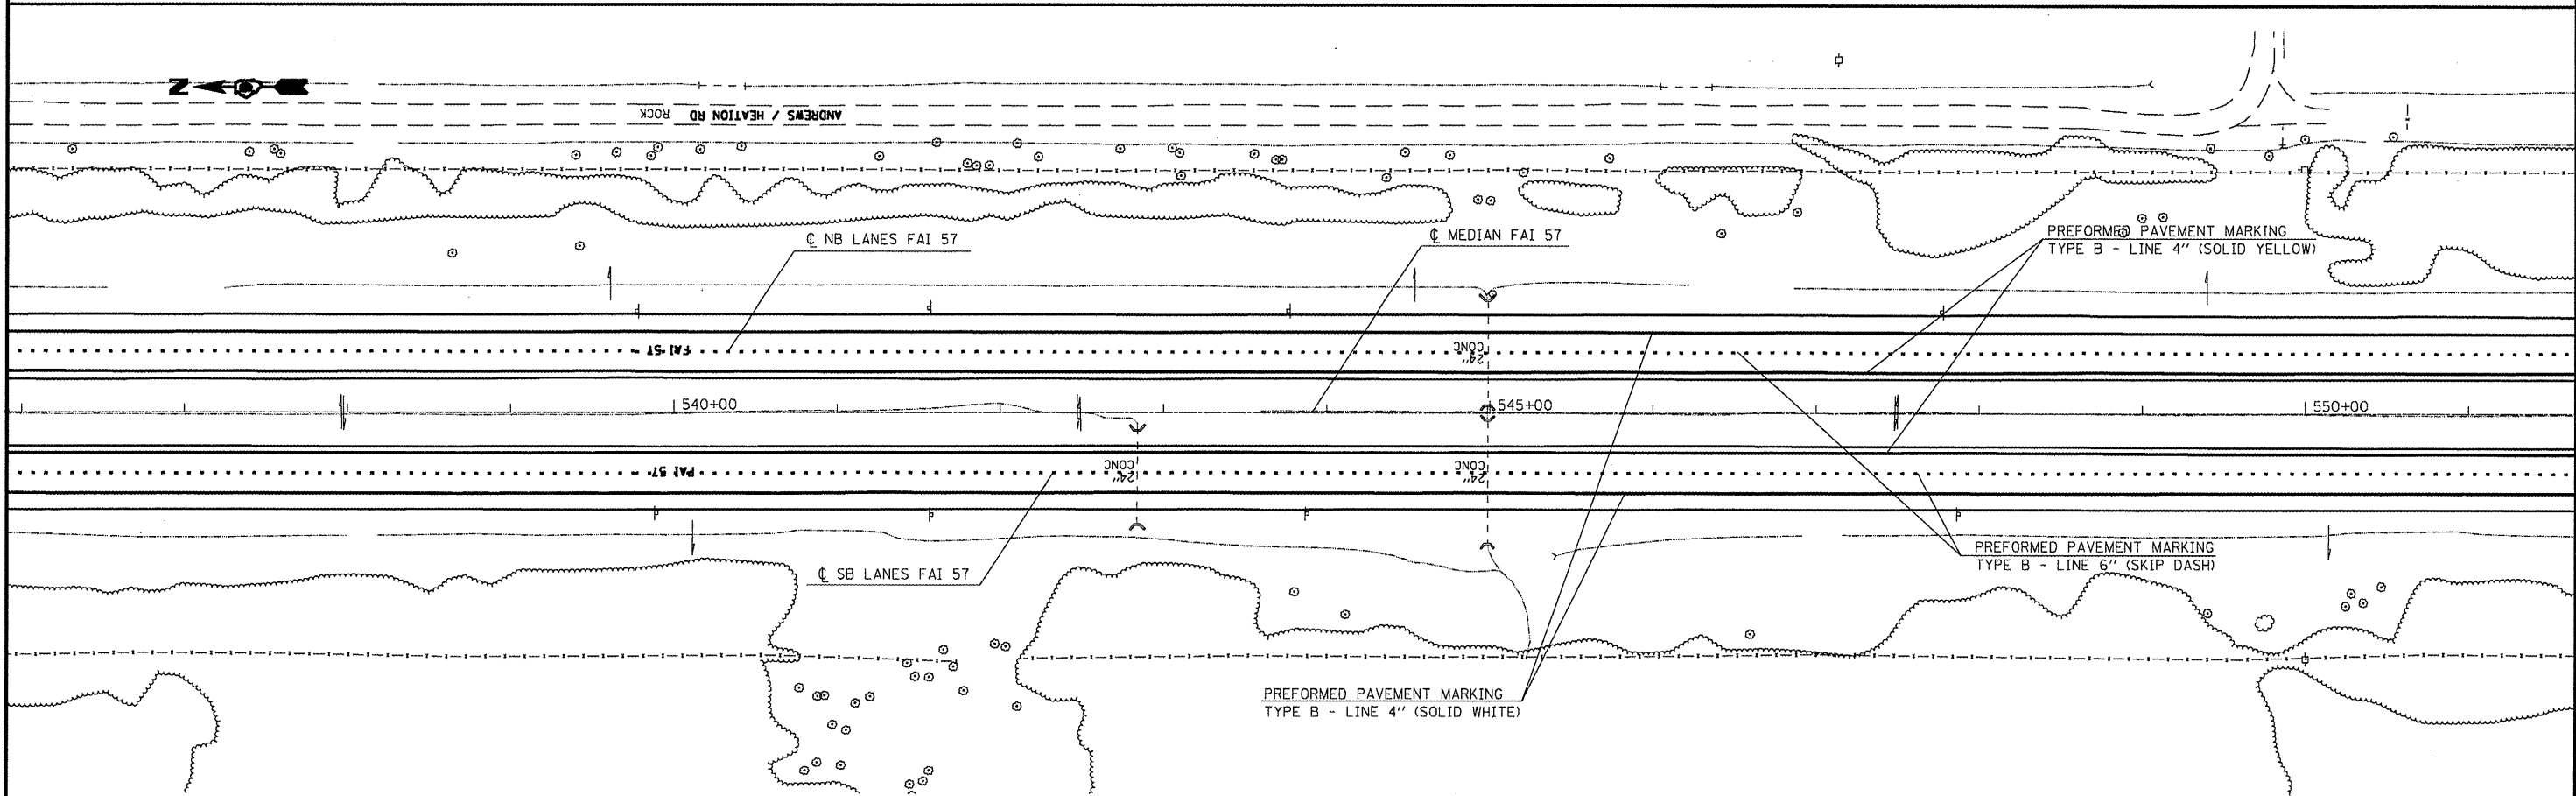 N
ANDREWS / HEATION RD
ROCK
℄ NB LANES FAI 57
℄ MEDIAN FAI 57
PREFORMED PAVEMENT MARKING
TYPE B - LINE 4" (SOLID YELLOW)
FAI 57
24"
CONC
540+00
545+00
550+00
FAI 57
24"
CONC
24"
CONC
℄ SB LANES FAI 57
PREFORMED PAVEMENT MARKING
TYPE B - LINE 6" (SKIP DASH)
PREFORMED PAVEMENT MARKING
TYPE B - LINE 4" (SOLID WHITE)